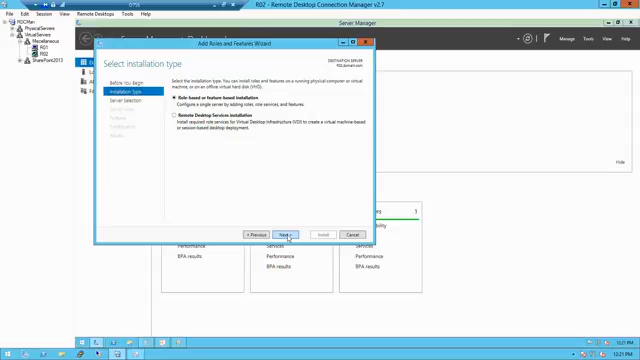 R02 - Remote Desktop Connection Manager v2.7
File Edit Session View Remote Desktops Tools Help
RDCMan
PhysicalServers
VirtualServers
Miscellaneous
R01
R02
SharePoint2013
Server Manager
Manage Tools View Help
Add Roles and Features Wizard
Select installation type
DESTINATION SERVER
R02.domain.com
Before You Begin
Installation Type
Server Selection
Select the installation type. You can install roles and features on a running physical computer or virtual
machine, or on an offline virtual hard disk (VHD).
Role-based or feature-based installation
Configure a single server by adding roles, role services, and features.
Remote Desktop Services installation
Install required role services for Virtual Desktop Infrastructure (VDI) to create a virtual machine-based
or session-based desktop deployment.
< Previous Next > Install Cancel
Hide
1
Performance
BPA results
Services
Performance
BPA results
Services
Performance
BPA results
12:21 PM
12:21 PM